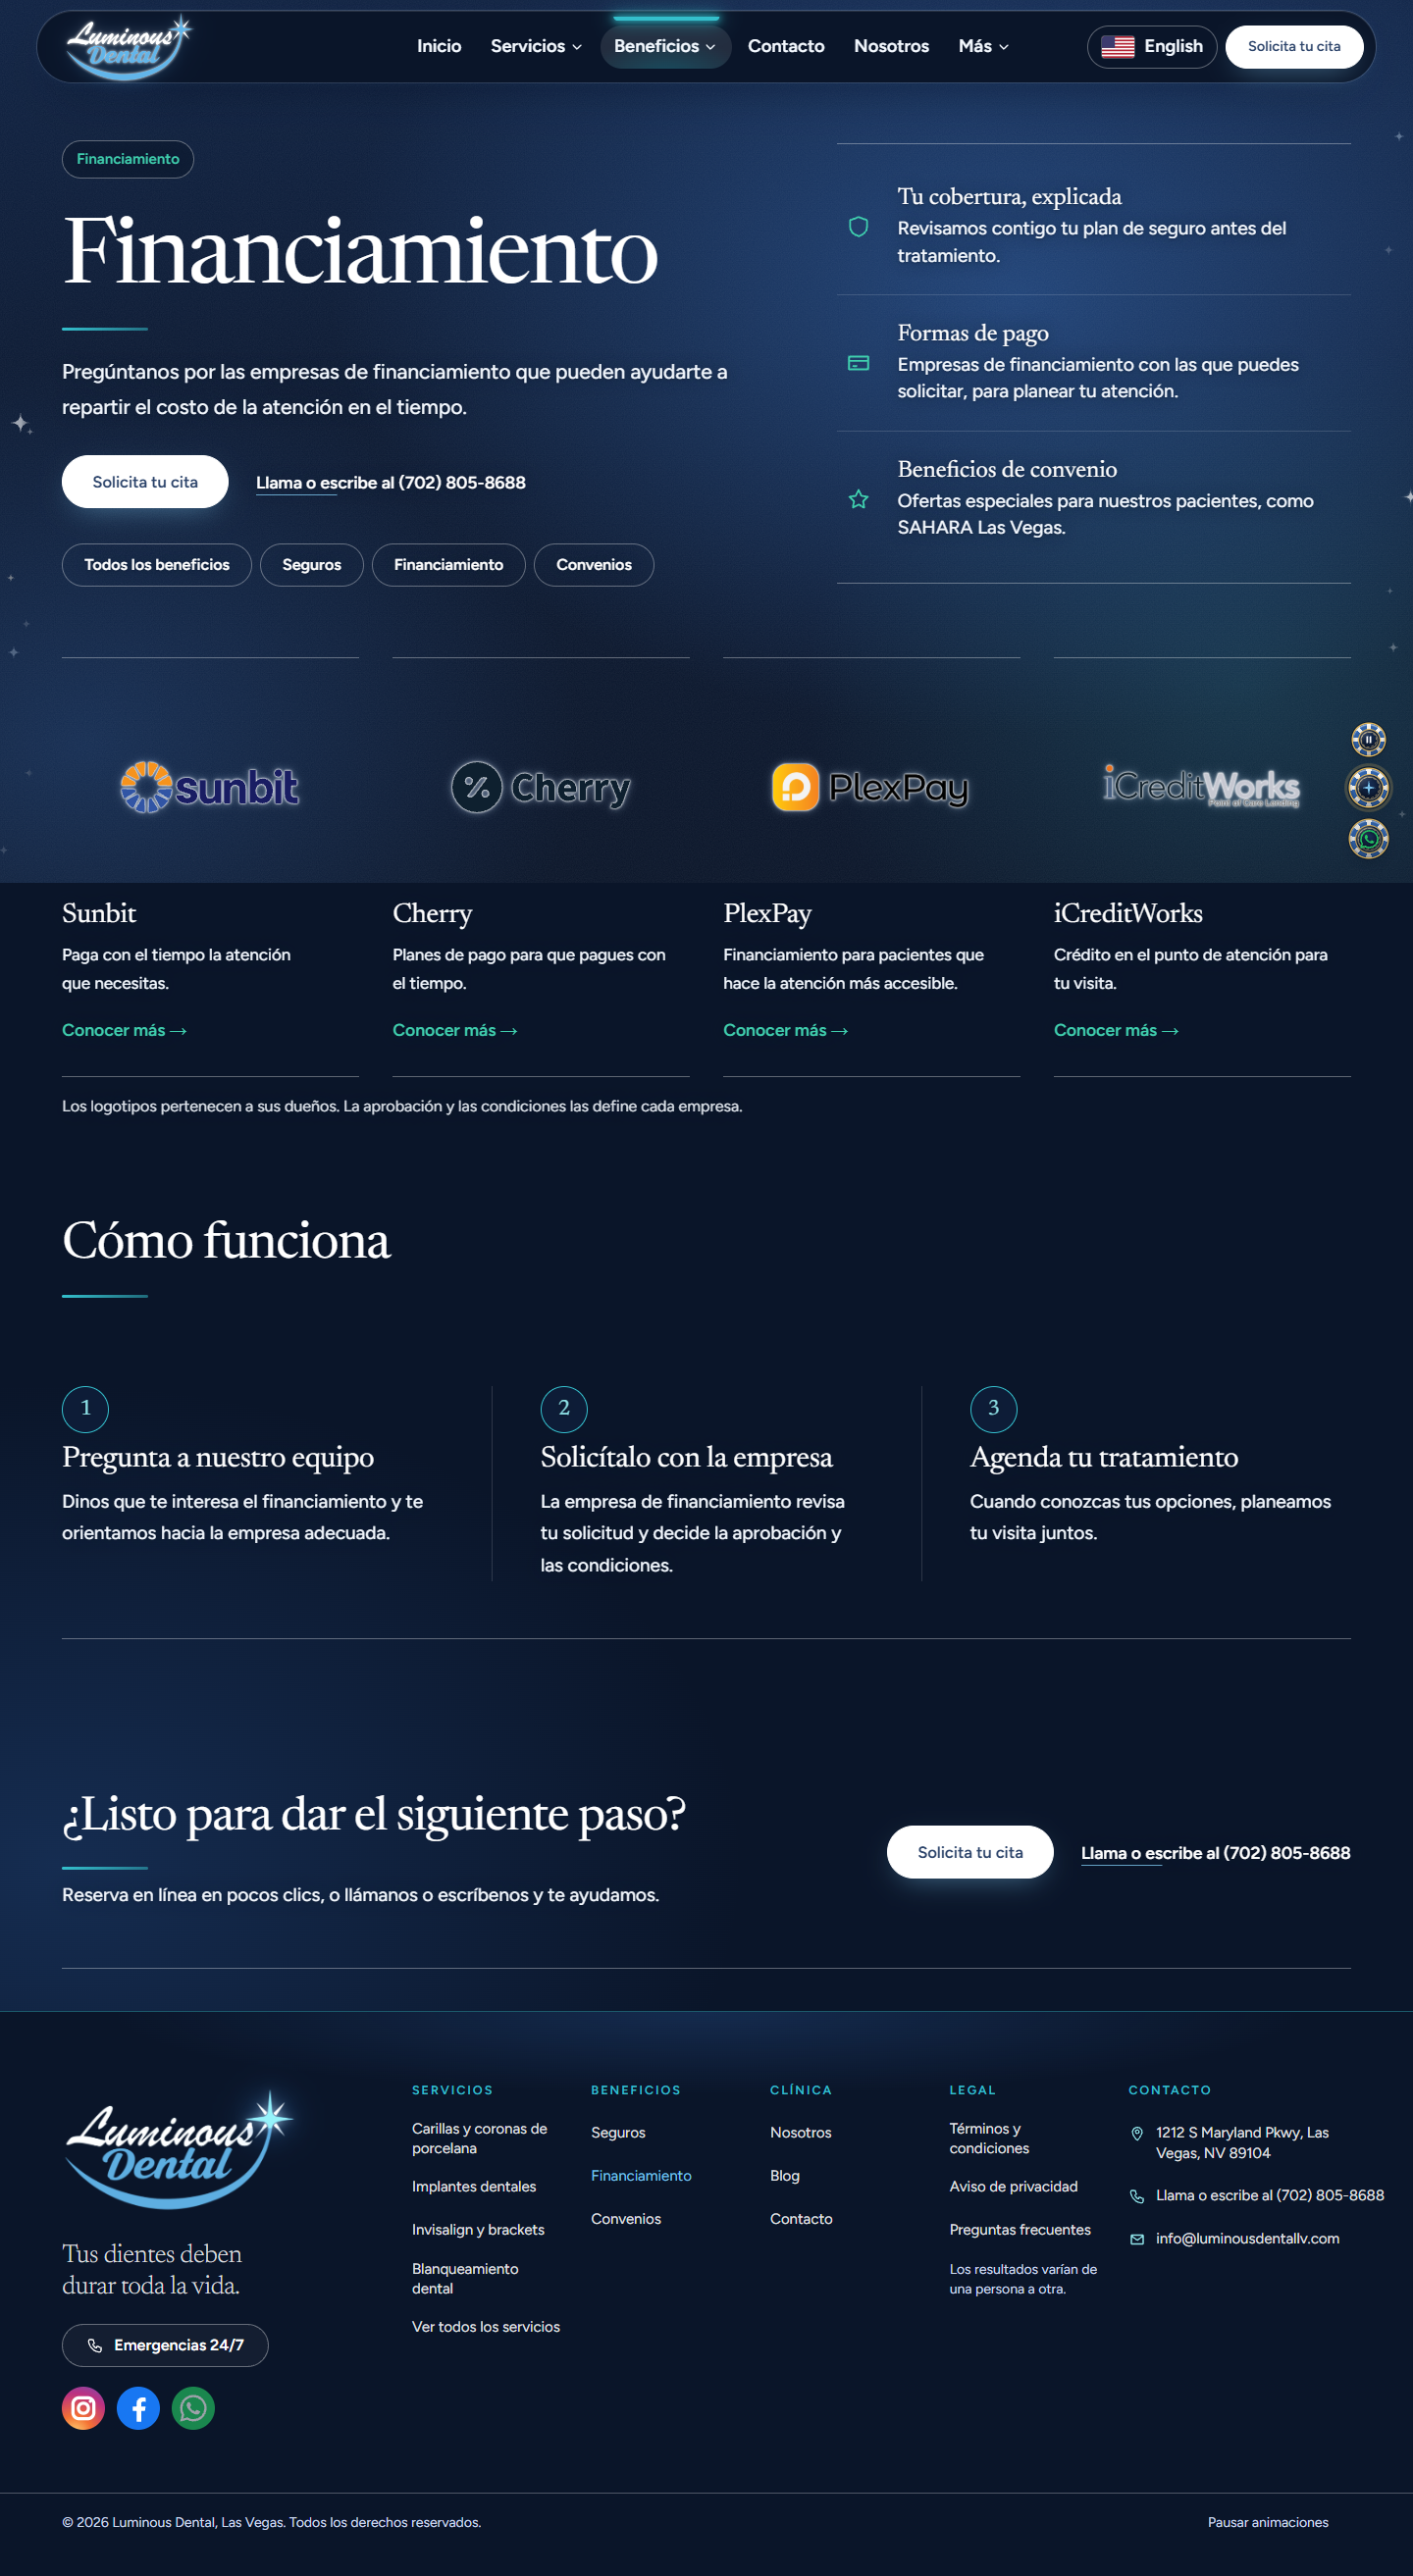 Luminous
Dental
Inicio
Servicios
Beneficios
Contacto
Nosotros
Más
English
Solicita tu cita
Financiamiento
Financiamiento
Pregúntanos por las empresas de financiamiento que pueden ayudarte a
repartir el costo de la atención en el tiempo.
Solicita tu cita
Llama o escribe al (702) 805-8688
Todos los beneficios
Seguros
Financiamiento
Convenios
Tu cobertura, explicada
Revisamos contigo tu plan de seguro antes del
tratamiento.
Formas de pago
Empresas de financiamiento con las que puedes
solicitar, para planear tu atención.
Beneficios de convenio
Ofertas especiales para nuestros pacientes, como
SAHARA Las Vegas.
sunbit
Cherry
PlexPay
iCreditWorks
Point of Care Lending
Sunbit
Paga con el tiempo la atención
que necesitas.
Conocer más →
Cherry
Planes de pago para que pagues con
el tiempo.
Conocer más →
PlexPay
Financiamiento para pacientes que
hace la atención más accesible.
Conocer más →
iCreditWorks
Crédito en el punto de atención para
tu visita.
Conocer más →
Los logotipos pertenecen a sus dueños. La aprobación y las condiciones las define cada empresa.
Cómo funciona
1
Pregunta a nuestro equipo
Dinos que te interesa el financiamiento y te
orientamos hacia la empresa adecuada.
2
Solicítalo con la empresa
La empresa de financiamiento revisa
tu solicitud y decide la aprobación y
las condiciones.
3
Agenda tu tratamiento
Cuando conozcas tus opciones, planeamos
tu visita juntos.
¿Listo para dar el siguiente paso?
Reserva en línea en pocos clics, o llámanos o escríbenos y te ayudamos.
Solicita tu cita
Llama o escribe al (702) 805-8688
Luminous
Dental
Tus dientes deben
durar toda la vida.
Emergencias 24/7
SERVICIOS
Carillas y coronas de
porcelana
Implantes dentales
Invisalign y brackets
Blanqueamiento
dental
Ver todos los servicios
BENEFICIOS
Seguros
Financiamiento
Convenios
CLÍNICA
Nosotros
Blog
Contacto
LEGAL
Términos y
condiciones
Aviso de privacidad
Preguntas frecuentes
Los resultados varían de
una persona a otra.
CONTACTO
1212 S Maryland Pkwy, Las
Vegas, NV 89104
Llama o escribe al (702) 805-8688
info@luminousdentallv.com
© 2026 Luminous Dental, Las Vegas. Todos los derechos reservados.
Pausar animaciones